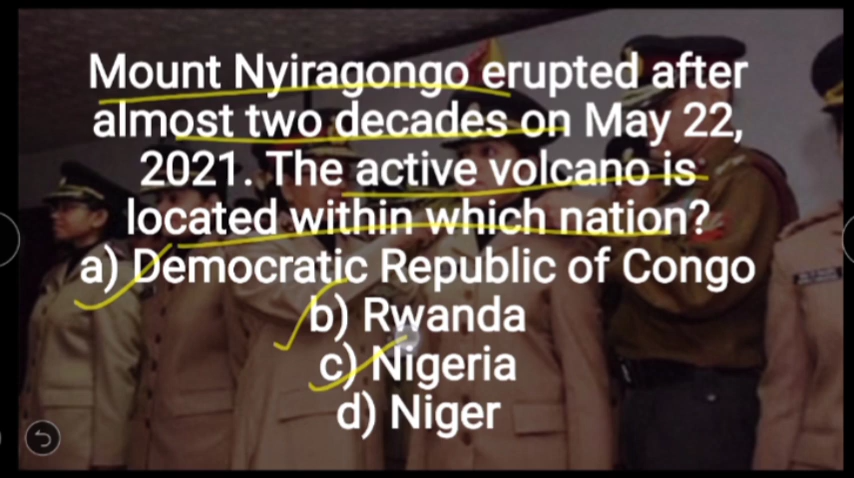 Mount Nyiragongo erupted after
almost two decades on May 22,
2021. The active volcano is
located within which nation?
a) Democratic Republic of Congo
b) Rwanda
c) Nigeria
d) Niger